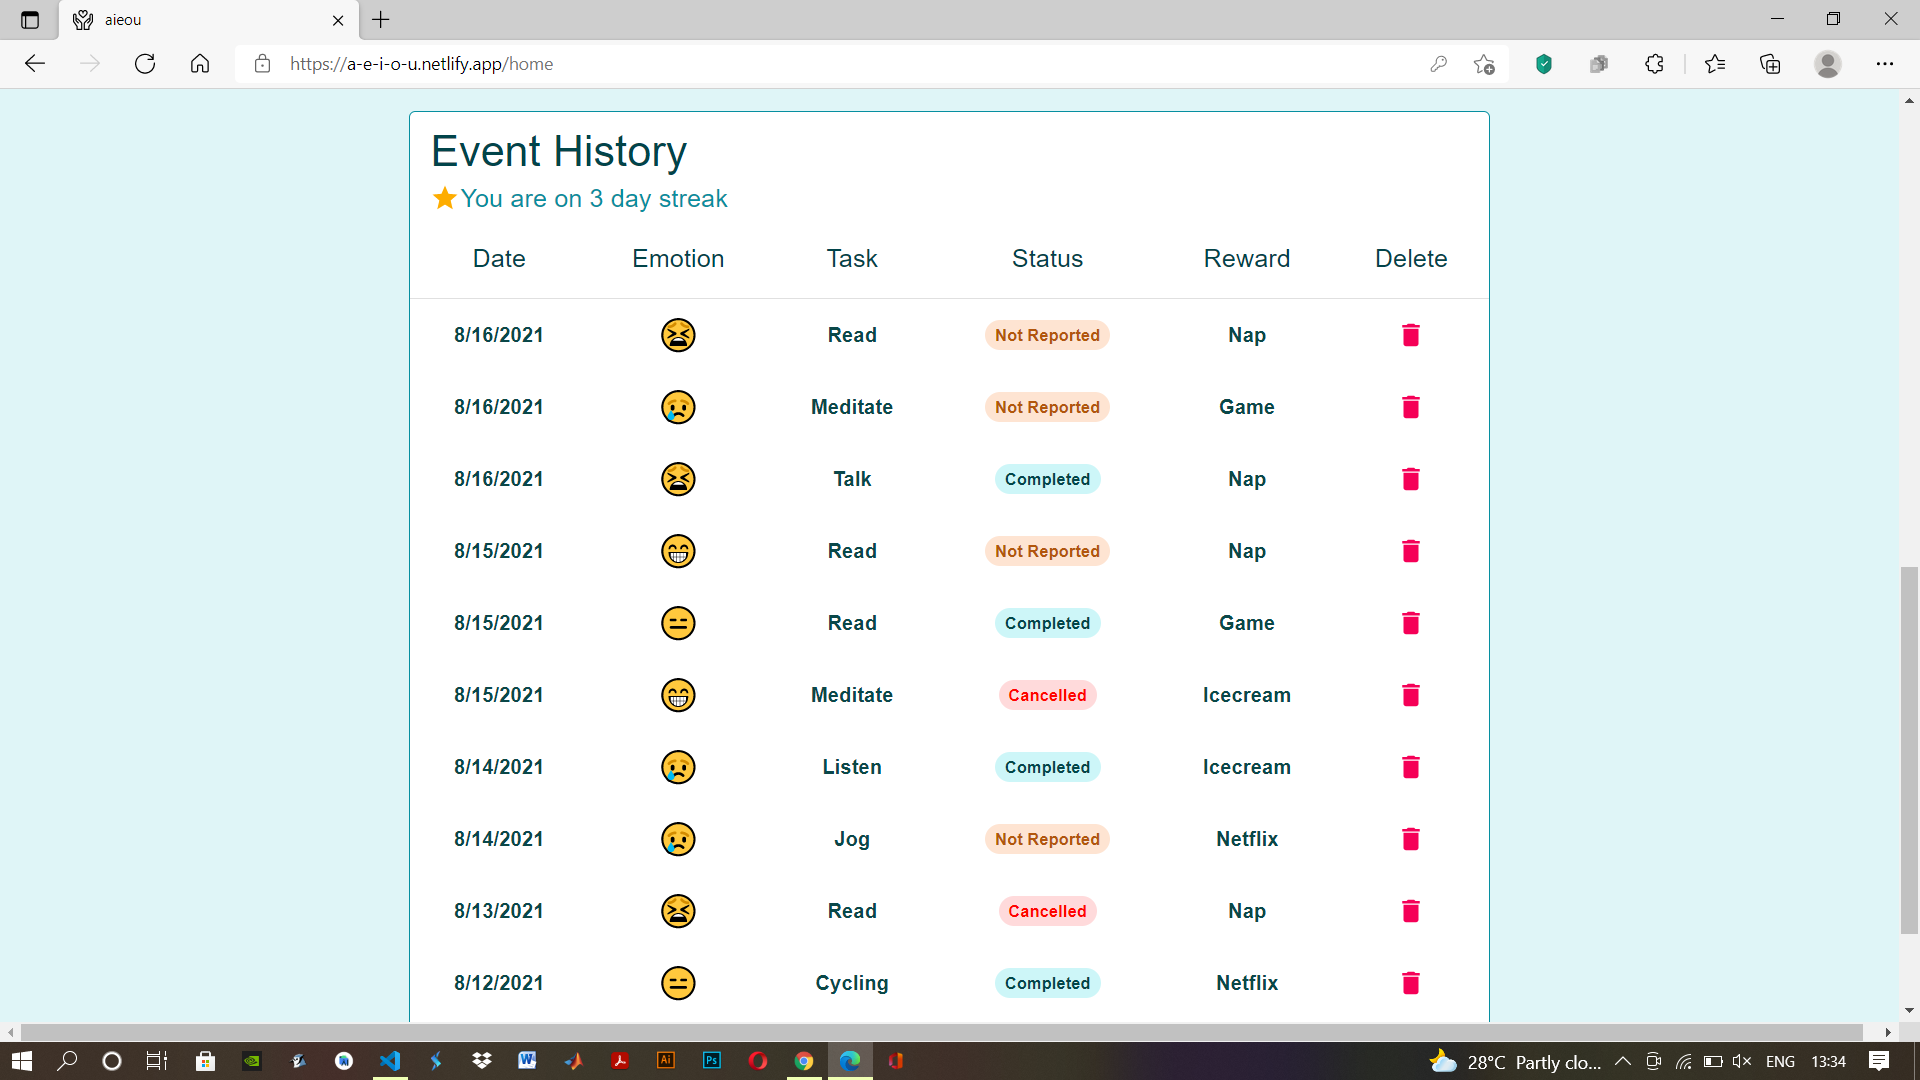 aieou
https://a-e-i-o-u.netlify.app/home
Event History
You are on 3 day streak
Date Emotion Task Status Reward Delete
8/16/2021 Read Not Reported Nap
8/16/2021 Meditate Not Reported Game
8/16/2021 Talk Completed Nap
8/15/2021 Read Not Reported Nap
8/15/2021 Read Completed Game
8/15/2021 Meditate Cancelled Icecream
8/14/2021 Listen Completed Icecream
8/14/2021 Jog Not Reported Netflix
8/13/2021 Read Cancelled Nap
8/12/2021 Cycling Completed Netflix
W Ai Ps 28°C Partly clo... ENG 13:34